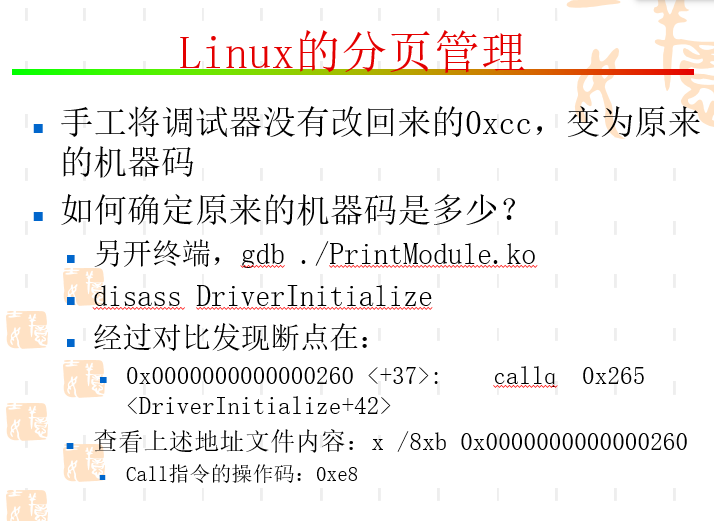 Linux的分页管理
手工将调试器没有改回来的0xcc，变为原来
的机器码
如何确定原来的机器码是多少？
另开终端，gdb ./PrintModule.ko
disass DriverInitialize
经过对比发现断点在：
0x0000000000000260 <+37>: callq 0x265
<DriverInitialize+42>
查看上述地址文件内容：x /8xb 0x0000000000000260
Call指令的操作码：0xe8